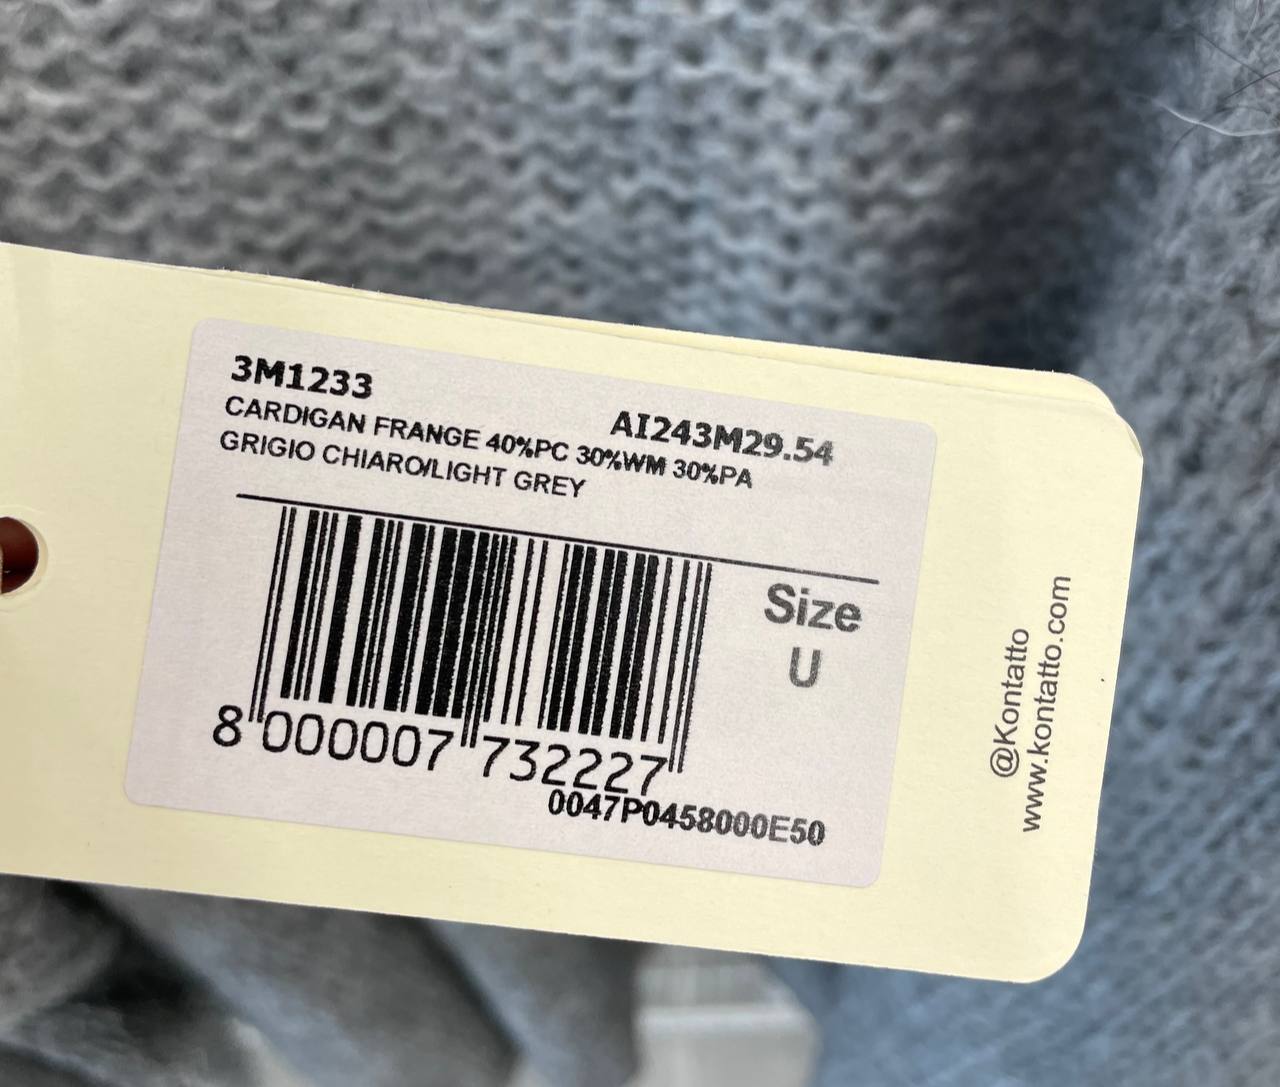 3M1233
AI243M29.54
CARDIGAN FRANGE 40%PC 30%WM 30%PA
GRIGIO CHIARO/LIGHT GREY
Size
U
8 000007 732227
0047P0458000E50
@Kontatto
www.kontatto.com